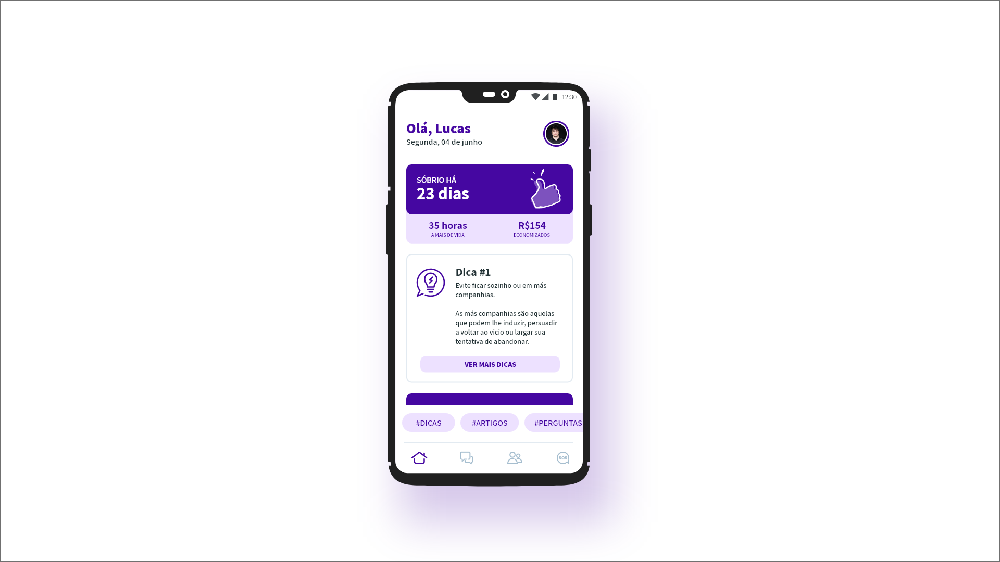 12:30
Olá, Lucas
Segunda, 04 de junho
SÓBRIO HÁ
23 dias
35 horas
A MAIS DE VIDA
R$154
ECONOMIZADOS
Dica #1
Evite ficar sozinho ou em más
companhias.
As más companhias são aquelas
que podem lhe induzir, persuadir
a voltar ao vicio ou largar sua
tentativa de abandonar.
VER MAIS DICAS
#DICAS
#ARTIGOS
#PERGUNTAS
SOS